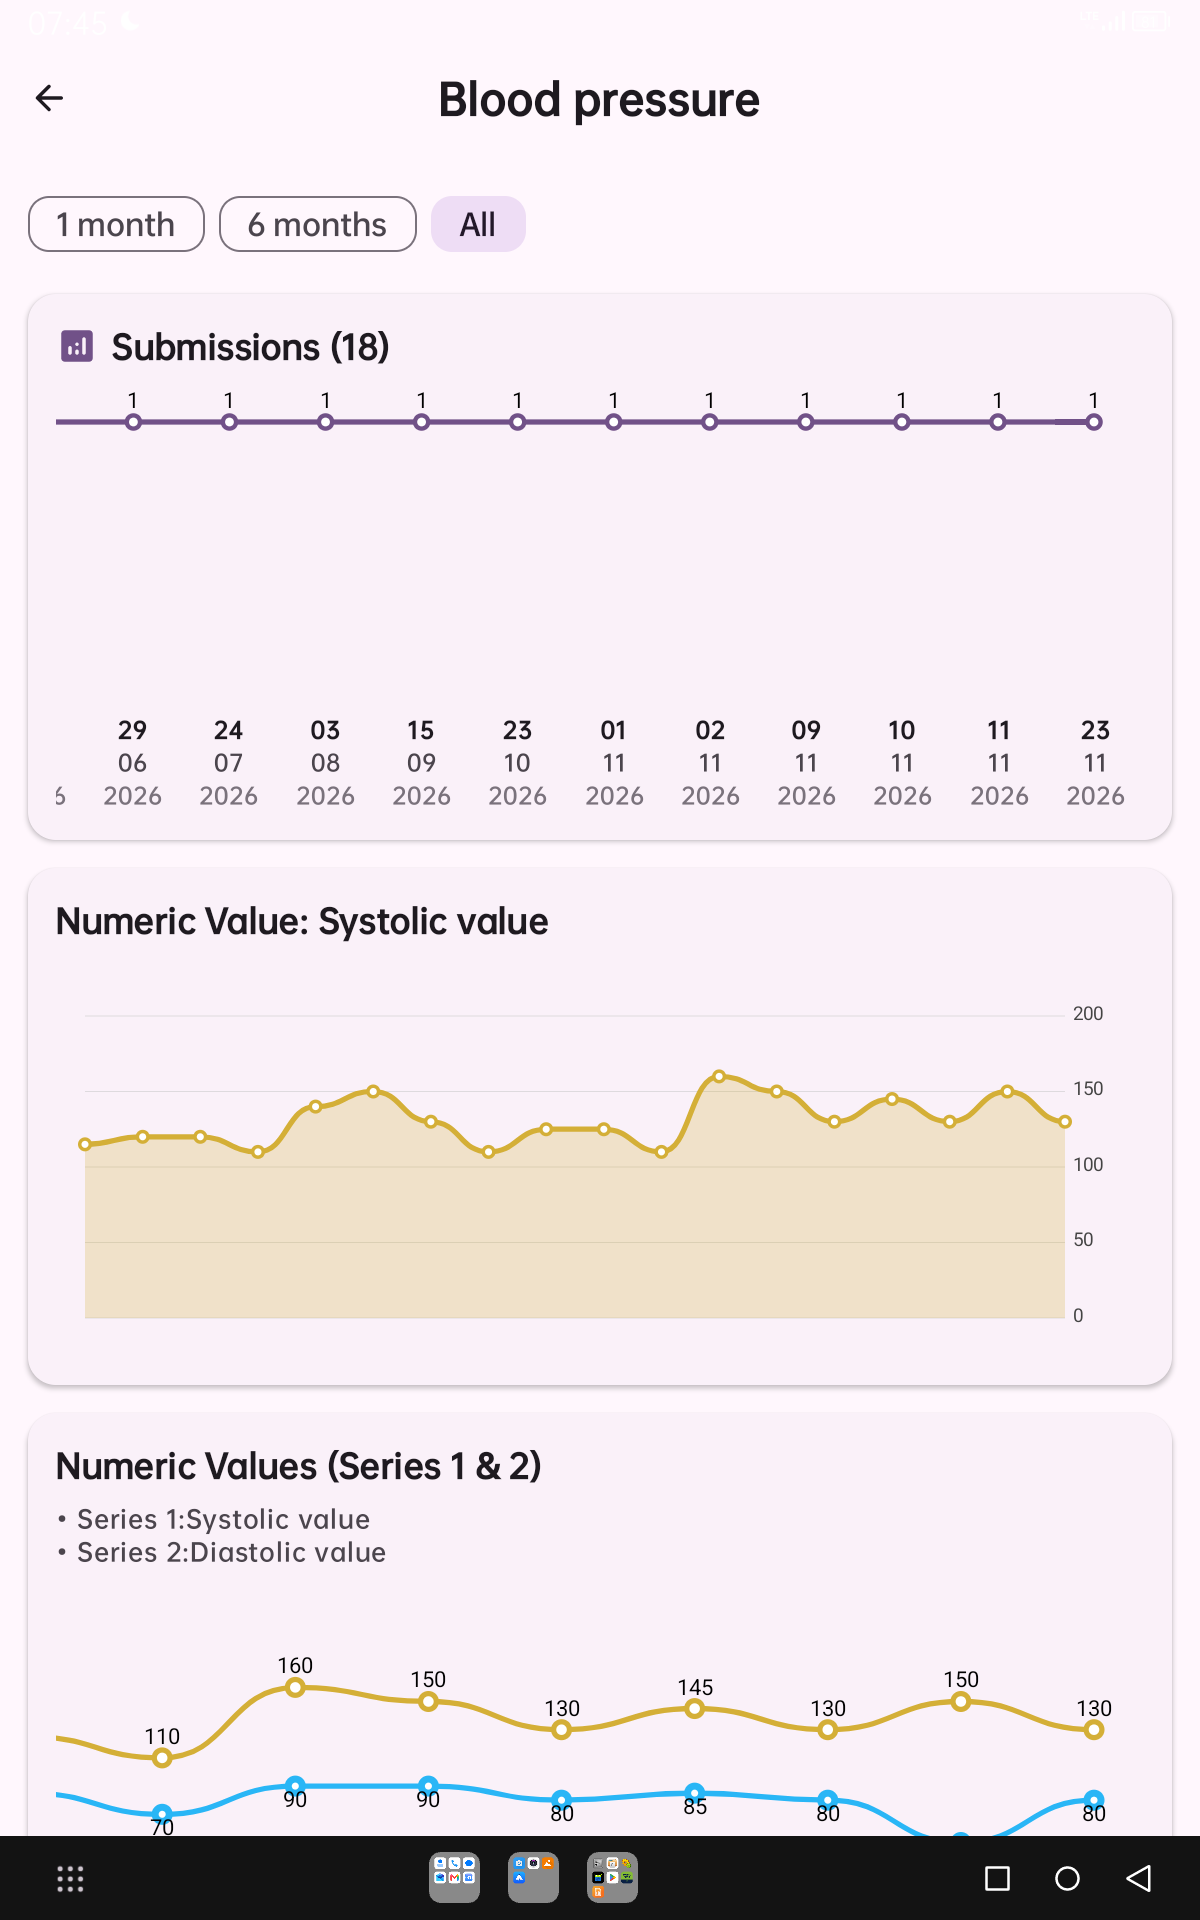 07:45
Blood pressure
1 month
6 months
All
Submissions (18)
1 1 1 1 1 1 1 1 1 1 1
29 24 03 15 23 01 02 09 10 11 23
06 07 08 09 10 11 11 11 11 11 11
6 2026 2026 2026 2026 2026 2026 2026 2026 2026 2026 2026
Numeric Value: Systolic value
200
150
100
50
0
Numeric Values (Series 1 & 2)
• Series 1:Systolic value
• Series 2:Diastolic value
110 160 150 130 145 130 150 130
70 90 90 80 85 80 80